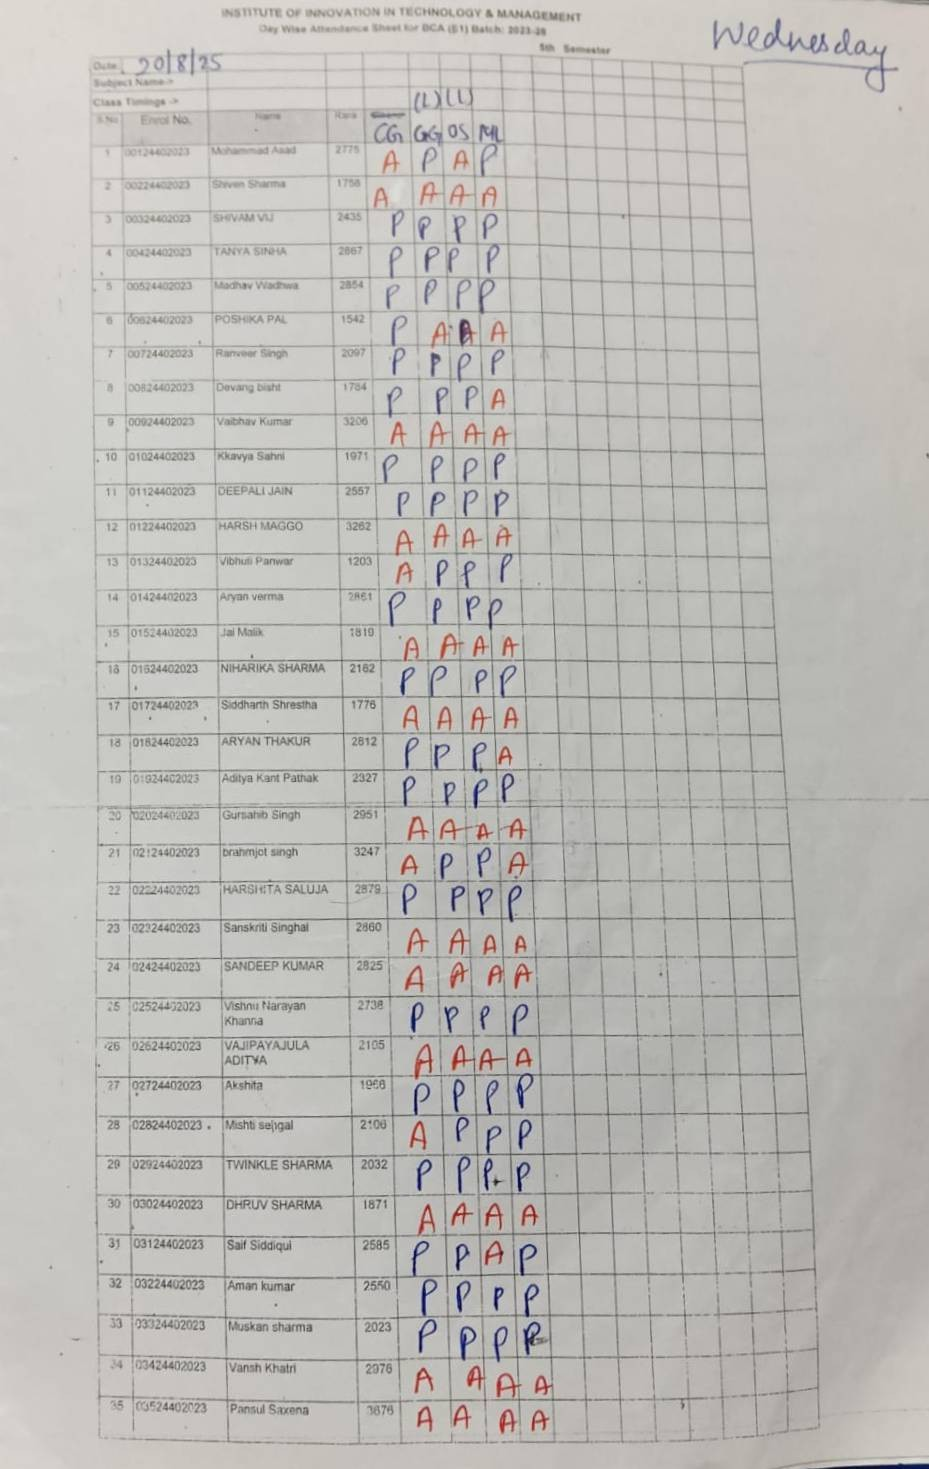 INSTITUTE OF INNOVATION IN TECHNOLOGY & MANAGEMENT
Day Wise Attendance Sheet for BCA (E1) Batch: 2023-26
5th Semester
Wednesday
Date: 20/8/25
Subject Name->
Class Timings -> (L) (L)
S.No Enrol No. Name Rank CG GG OS ML
1 00124402023 Mohammad Asad 2775 A P A P
2 00224402023 Shiven Sharma 1758 A A A A
3 00324402023 SHIVAM VIJ 2435 P P P P
4 00424402023 TANYA SINHA 2667 P P P P
5 00524402023 Madhav Wadhwa 2854 P P P P
6 00624402023 POSHIKA PAL 1542 P A A A
7 00724402023 Ranveer Singh 2097 P P P P
8 00824402023 Devang bisht 1784 P P P A
9 00924402023 Vaibhav Kumar 3206 A A A A
10 01024402023 Kkavya Sahni 1971 P P P P
11 01124402023 DEEPALI JAIN 2557 P P P P
12 01224402023 HARSH MAGGO 3262 A A A A
13 01324402023 Vibhuti Panwar 1203 A P P P
14 01424402023 Aryan verma 2861 P P P P
15 01524402023 Jai Malik 1819 A A A A
16 01624402023 NIHARIKA SHARMA 2162 P P P P
17 01724402023 Siddharth Shrestha 1776 A A A A
18 01824402023 ARYAN THAKUR 2812 P P P A
19 01924402023 Aditya Kant Pathak 2327 P P P P
20 02024402023 Gursahib Singh 2951 A A A A
21 02124402023 brahmjot singh 3247 A P P A
22 02224402023 HARSHITA SALUJA 2879 P P P P
23 02324402023 Sanskriti Singhal 2860 A A A A
24 02424402023 SANDEEP KUMAR 2825 A A A A
25 02524402023 Vishnu Narayan Khanna 2738 P P P P
26 02624402023 VAJIPAYAJULA ADITYA 2105 A A A A
27 02724402023 Akshita 1966 P P P P
28 02824402023 Mishti sehgal 2106 A P P P
29 02924402023 TWINKLE SHARMA 2032 P P P P
30 03024402023 DHRUV SHARMA 1871 A A A A
31 03124402023 Saif Siddiqui 2585 P P A P
32 03224402023 Aman kumar 2550 P P P P
33 03324402023 Muskan sharma 2023 P P P P
34 03424402023 Vansh Khatri 2976 A A A A
35 03524402023 Pansul Saxena 3676 A A A A